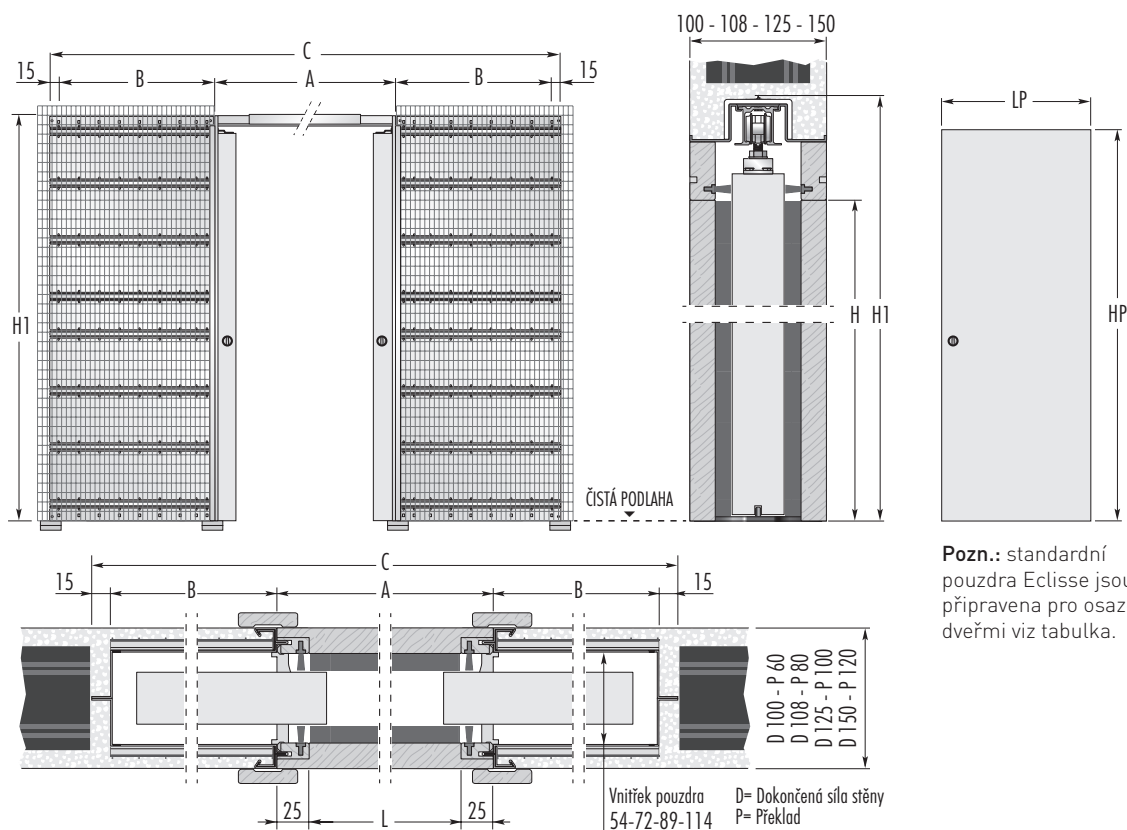 100 - 108 - 125 - 150
C
15
B
A
B
15
LP
H1
H
H1
HP
ČISTÁ PODLAHA
Pozn.: standardní
pouzdra Eclisse jsou
připravena pro osaz
dveřmi viz tabulka.
C
15
B
A
B
15
D 100 - P 60
D 108 - P 80
D 125 - P 100
D 150 - P 120
25
L
25
Vnitřek pouzdra
54-72-89-114
D= Dokončená síla stěny
P= Překlad